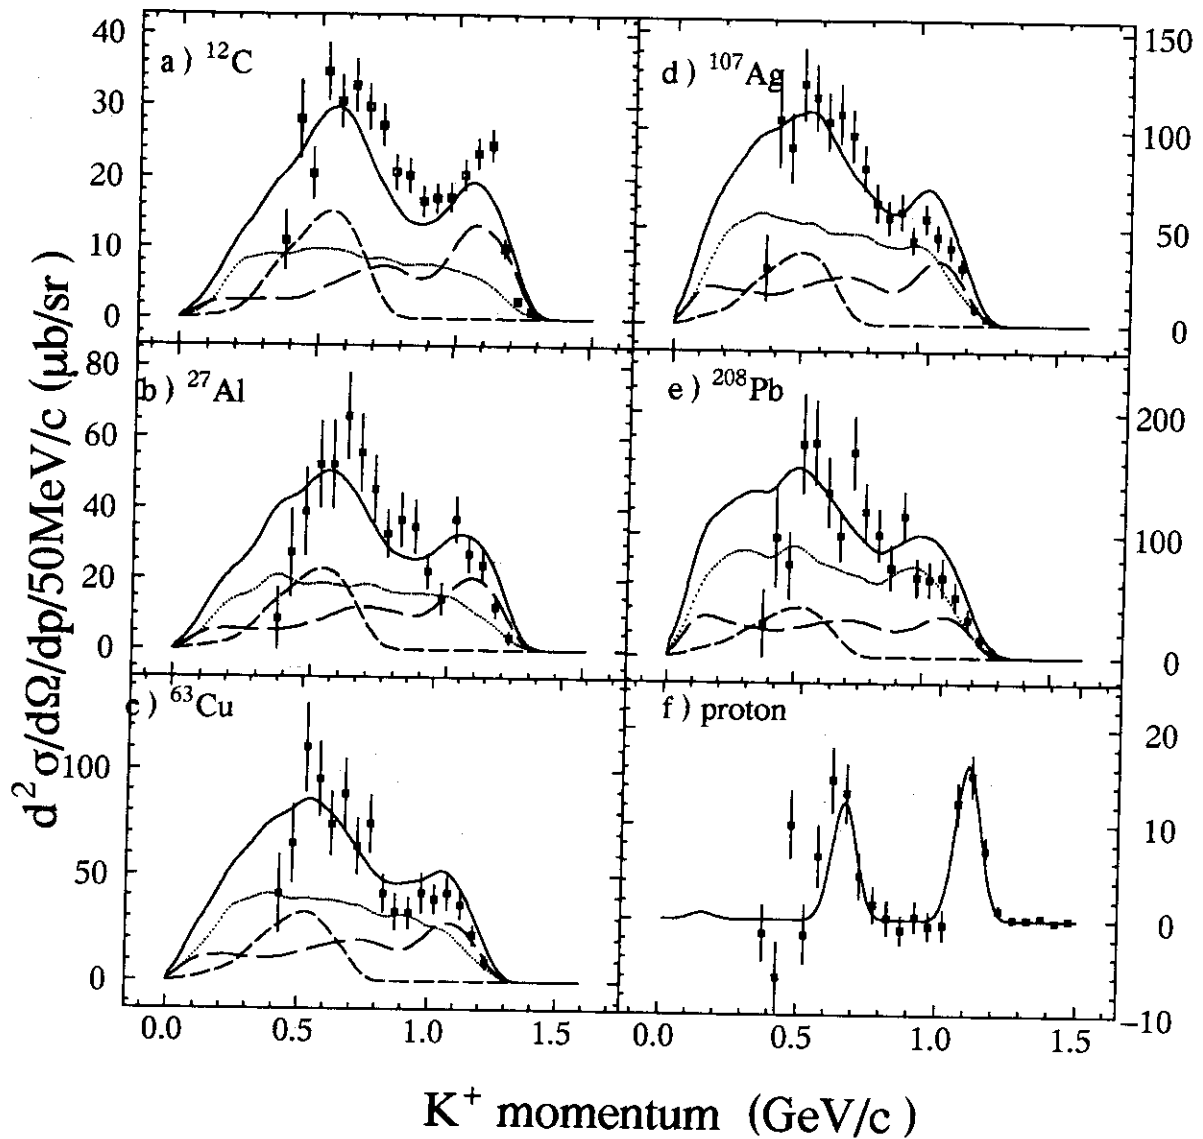 a) ¹²C
40
30
20
10
0
d) ¹⁰⁷Ag
150
100
50
0
b) ²⁷Al
80
60
40
20
0
e) ²⁰⁸Pb
200
100
0
c) ⁶³Cu
100
50
0
f) proton
20
10
0
−10
0.0 0.5 1.0 1.5
0.0 0.5 1.0 1.5
d² σ/dΩ/dp/50MeV/c (μb/sr)
K⁺ momentum (GeV/c)